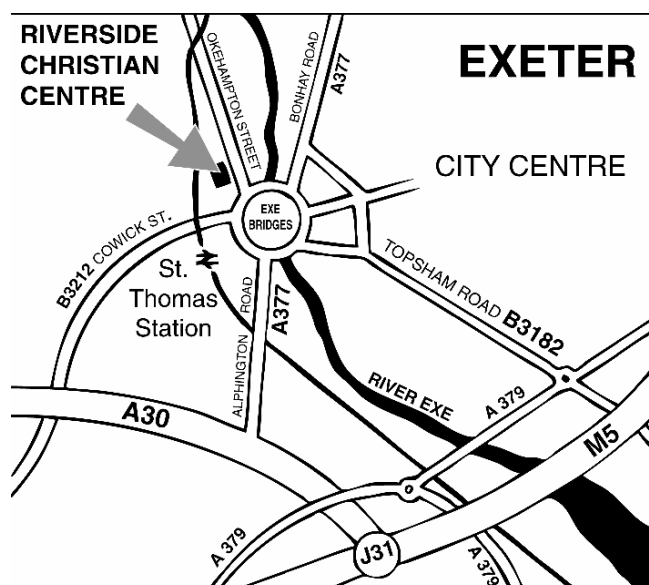 RIVERSIDE
CHRISTIAN
CENTRE
OKEHAMPTON STREET
BONHAY ROAD
A377
EXETER
CITY CENTRE
EXE
BRIDGES
B3212 COWICK ST.
St.
Thomas
Station
ALPHINGTON ROAD
A377
TOPSHAM ROAD B3182
RIVER EXE
A 379
A30
M5
A 379
J31
A 379